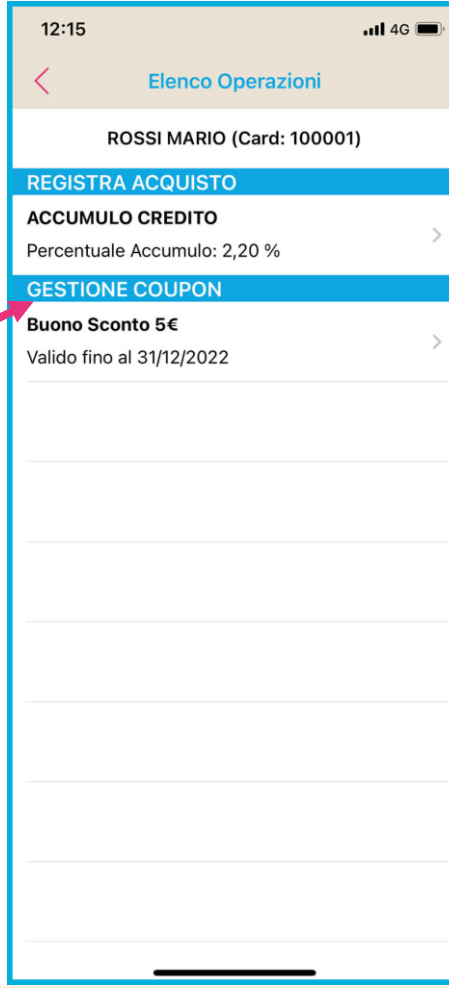 12:15 4G
Elenco Operazioni
ROSSI MARIO (Card: 100001)
REGISTRA ACQUISTO
ACCUMULO CREDITO
Percentuale Accumulo: 2,20 %
GESTIONE COUPON
Buono Sconto 5€
Valido fino al 31/12/2022